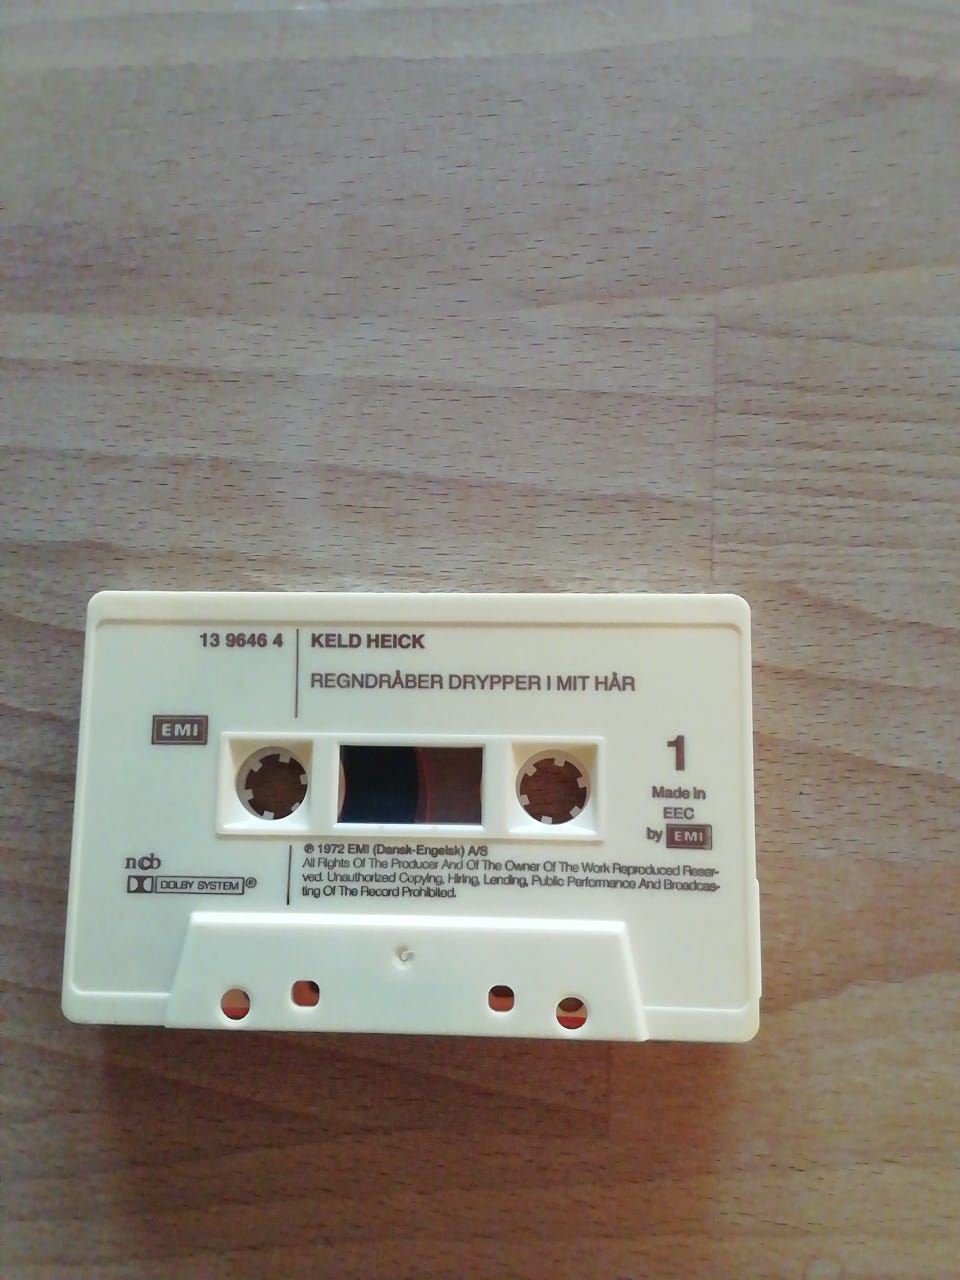 13 9646 4
KELD HEICK
REGNDRÅBER DRYPPER I MIT HÅR
EMI
1
Made in
EEC
by EMI
ncb
DOLBY SYSTEM®
℗ 1972 EMI (Dansk-Engelsk) A/S
All Rights Of The Producer And Of The Owner Of The Work Reproduced Reser-
ved. Unauthorized Copying, Hiring, Lending, Public Performance And Broadcas-
ting Of The Record Prohibited.